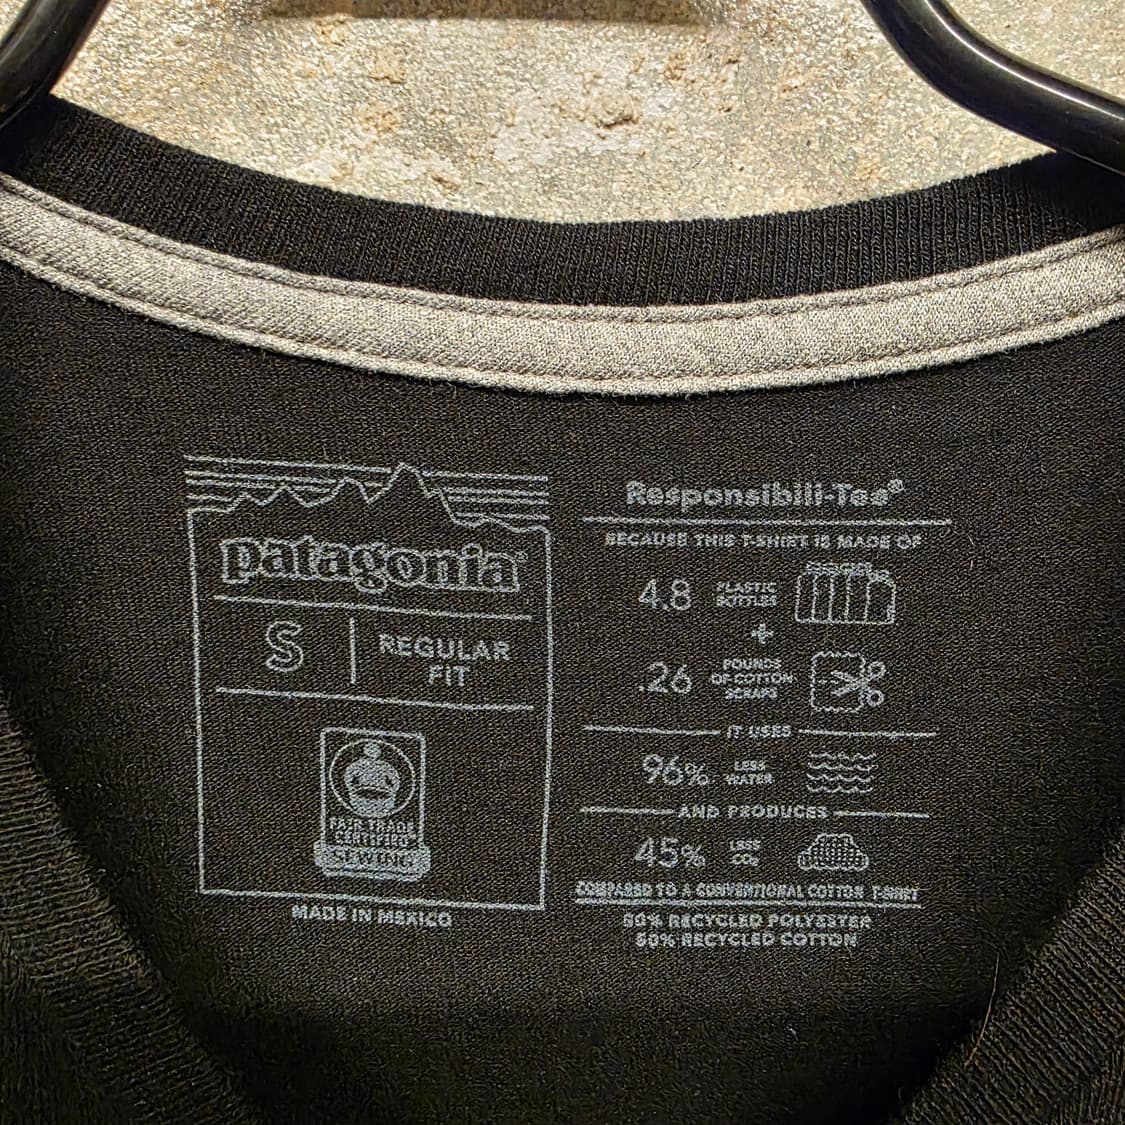 patagonia®
S
REGULAR
FIT
FAIR TRADE
CERTIFIED
SEWING
MADE IN MEXICO
Responsibili-Tee®
BECAUSE THIS T-SHIRT IS MADE OF
4.8 PLASTIC
BOTTLES
+
.26 POUNDS
OF COTTON
SCRAPS
IT USES
96% LESS
WATER
AND PRODUCES
45% LESS
CO₂
COMPARED TO A CONVENTIONAL COTTON T-SHIRT
50% RECYCLED POLYESTER
50% RECYCLED COTTON